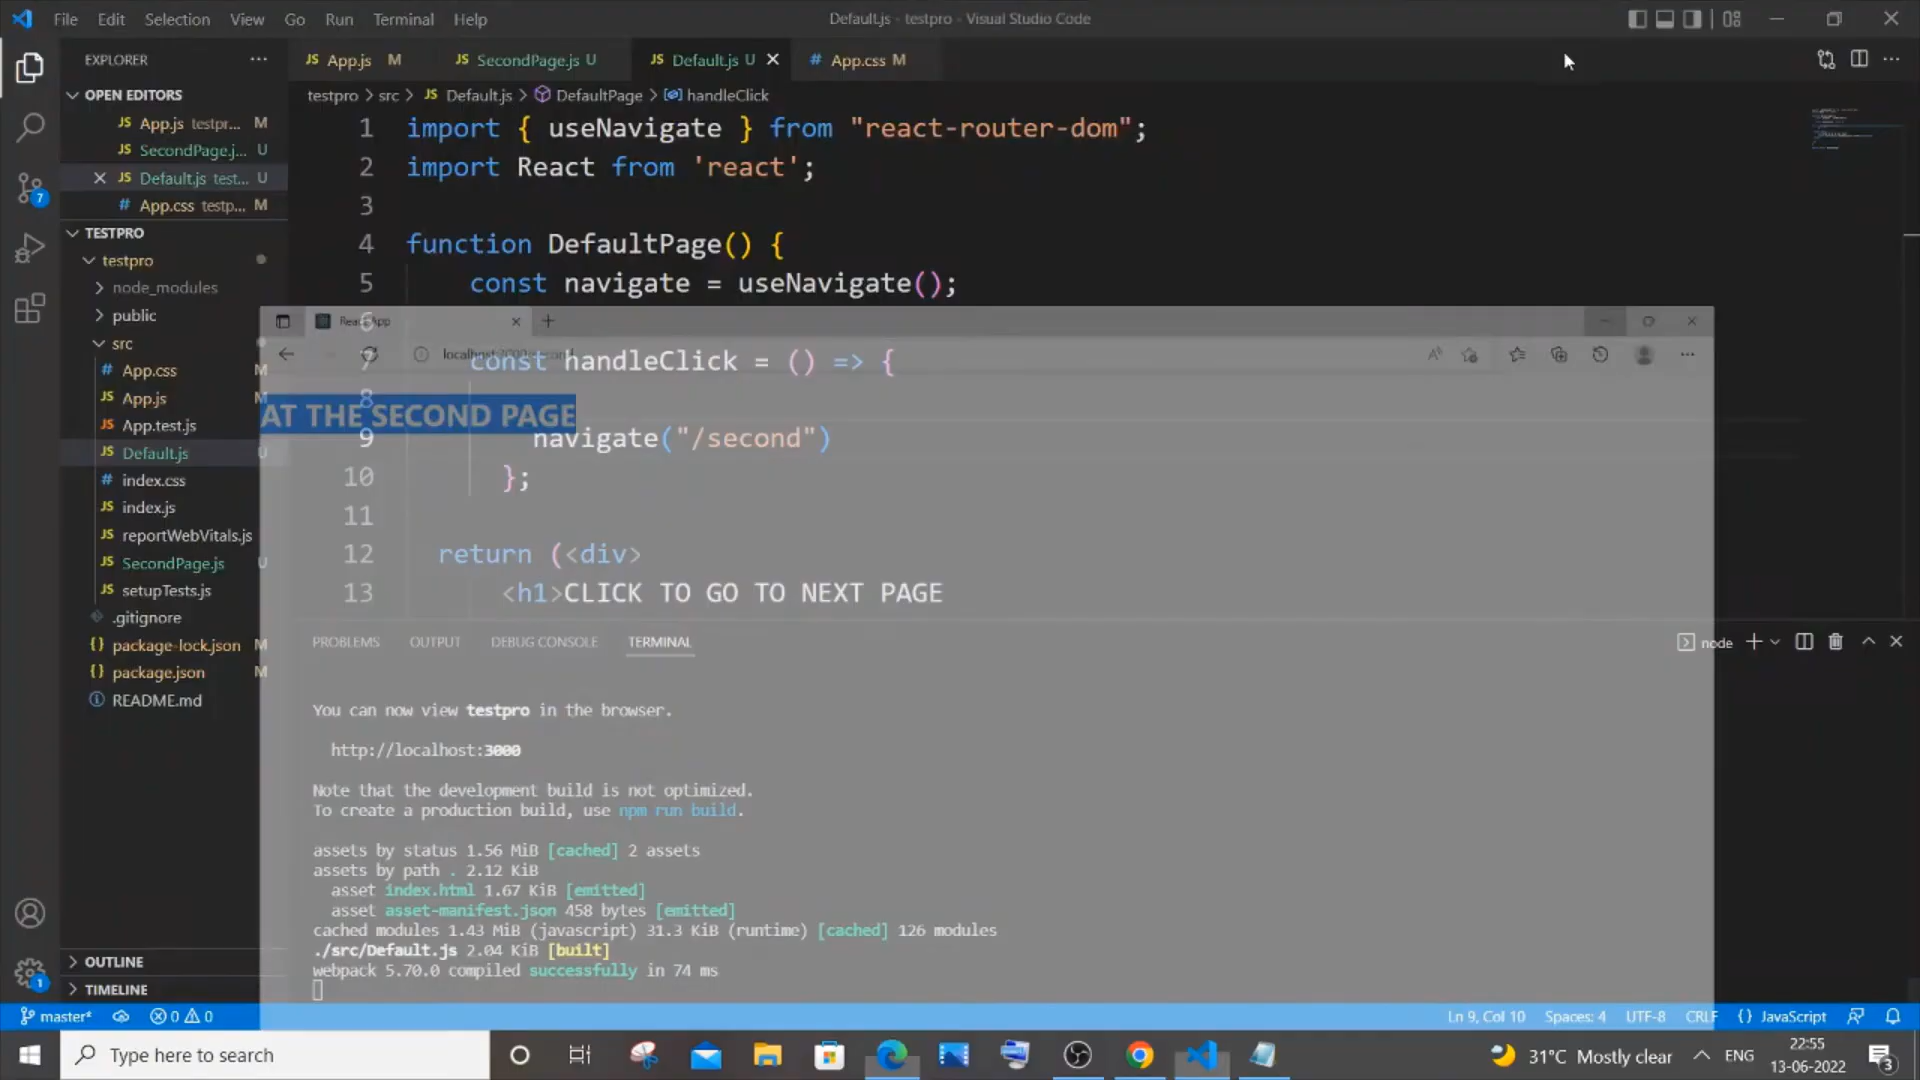 File Edit Selection View Go Run Terminal Help
Default.js - testpro - Visual Studio Code
EXPLORER
JS App.js M
JS SecondPage.js U
JS Default.js U
# App.css M
OPEN EDITORS
JS App.js testpr... M
JS SecondPage.j... U
JS Default.js test... U
# App.css testp... M
TESTPRO
testpro
node_modules
public
src
# App.css M
JS App.js M
JS App.test.js
JS Default.js U
# index.css
JS index.js
JS reportWebVitals.js
JS SecondPage.js U
JS setupTests.js
.gitignore
{} package-lock.json M
{} package.json M
README.md
OUTLINE
TIMELINE
testpro > src > JS Default.js > DefaultPage > handleClick
1 import { useNavigate } from "react-router-dom";
2 import React from 'react';
3
4 function DefaultPage() {
5 const navigate = useNavigate();
6
7 const handleClick = () => {
8
9 navigate("/second")
10 };
11
12 return (<div>
13 <h1>CLICK TO GO TO NEXT PAGE
React App
localhost:3000/second
AT THE SECOND PAGE
PROBLEMS OUTPUT DEBUG CONSOLE TERMINAL
node
You can now view testpro in the browser.
http://localhost:3000
Note that the development build is not optimized.
To create a production build, use npm run build.
assets by status 1.56 MiB [cached] 2 assets
assets by path . 2.12 KiB
asset index.html 1.67 KiB [emitted]
asset asset-manifest.json 458 bytes [emitted]
cached modules 1.43 MiB (javascript) 31.3 KiB (runtime) [cached] 126 modules
./src/Default.js 2.04 KiB [built]
webpack 5.70.0 compiled successfully in 74 ms
7
1
master* 0 0
Ln 9, Col 10 Spaces: 4 UTF-8 CRLF {} JavaScript
Type here to search
31°C Mostly clear
ENG
22:55
13-06-2022
3